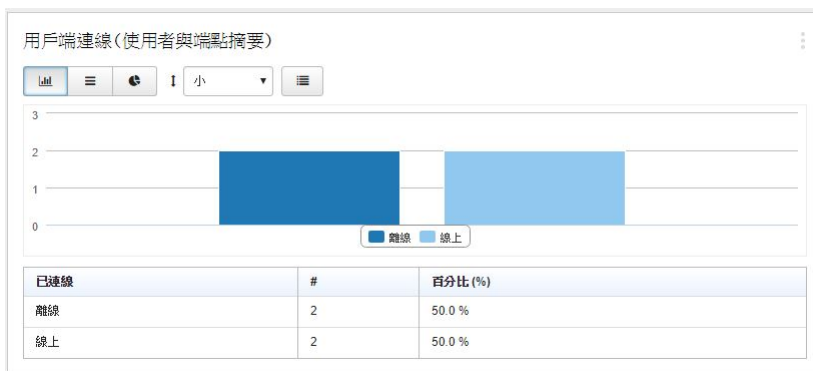 用戶端連線(使用者與端點摘要)
小
3
2
1
0
離線 線上
已連線 # 百分比 (%)
離線 2 50.0 %
線上 2 50.0 %